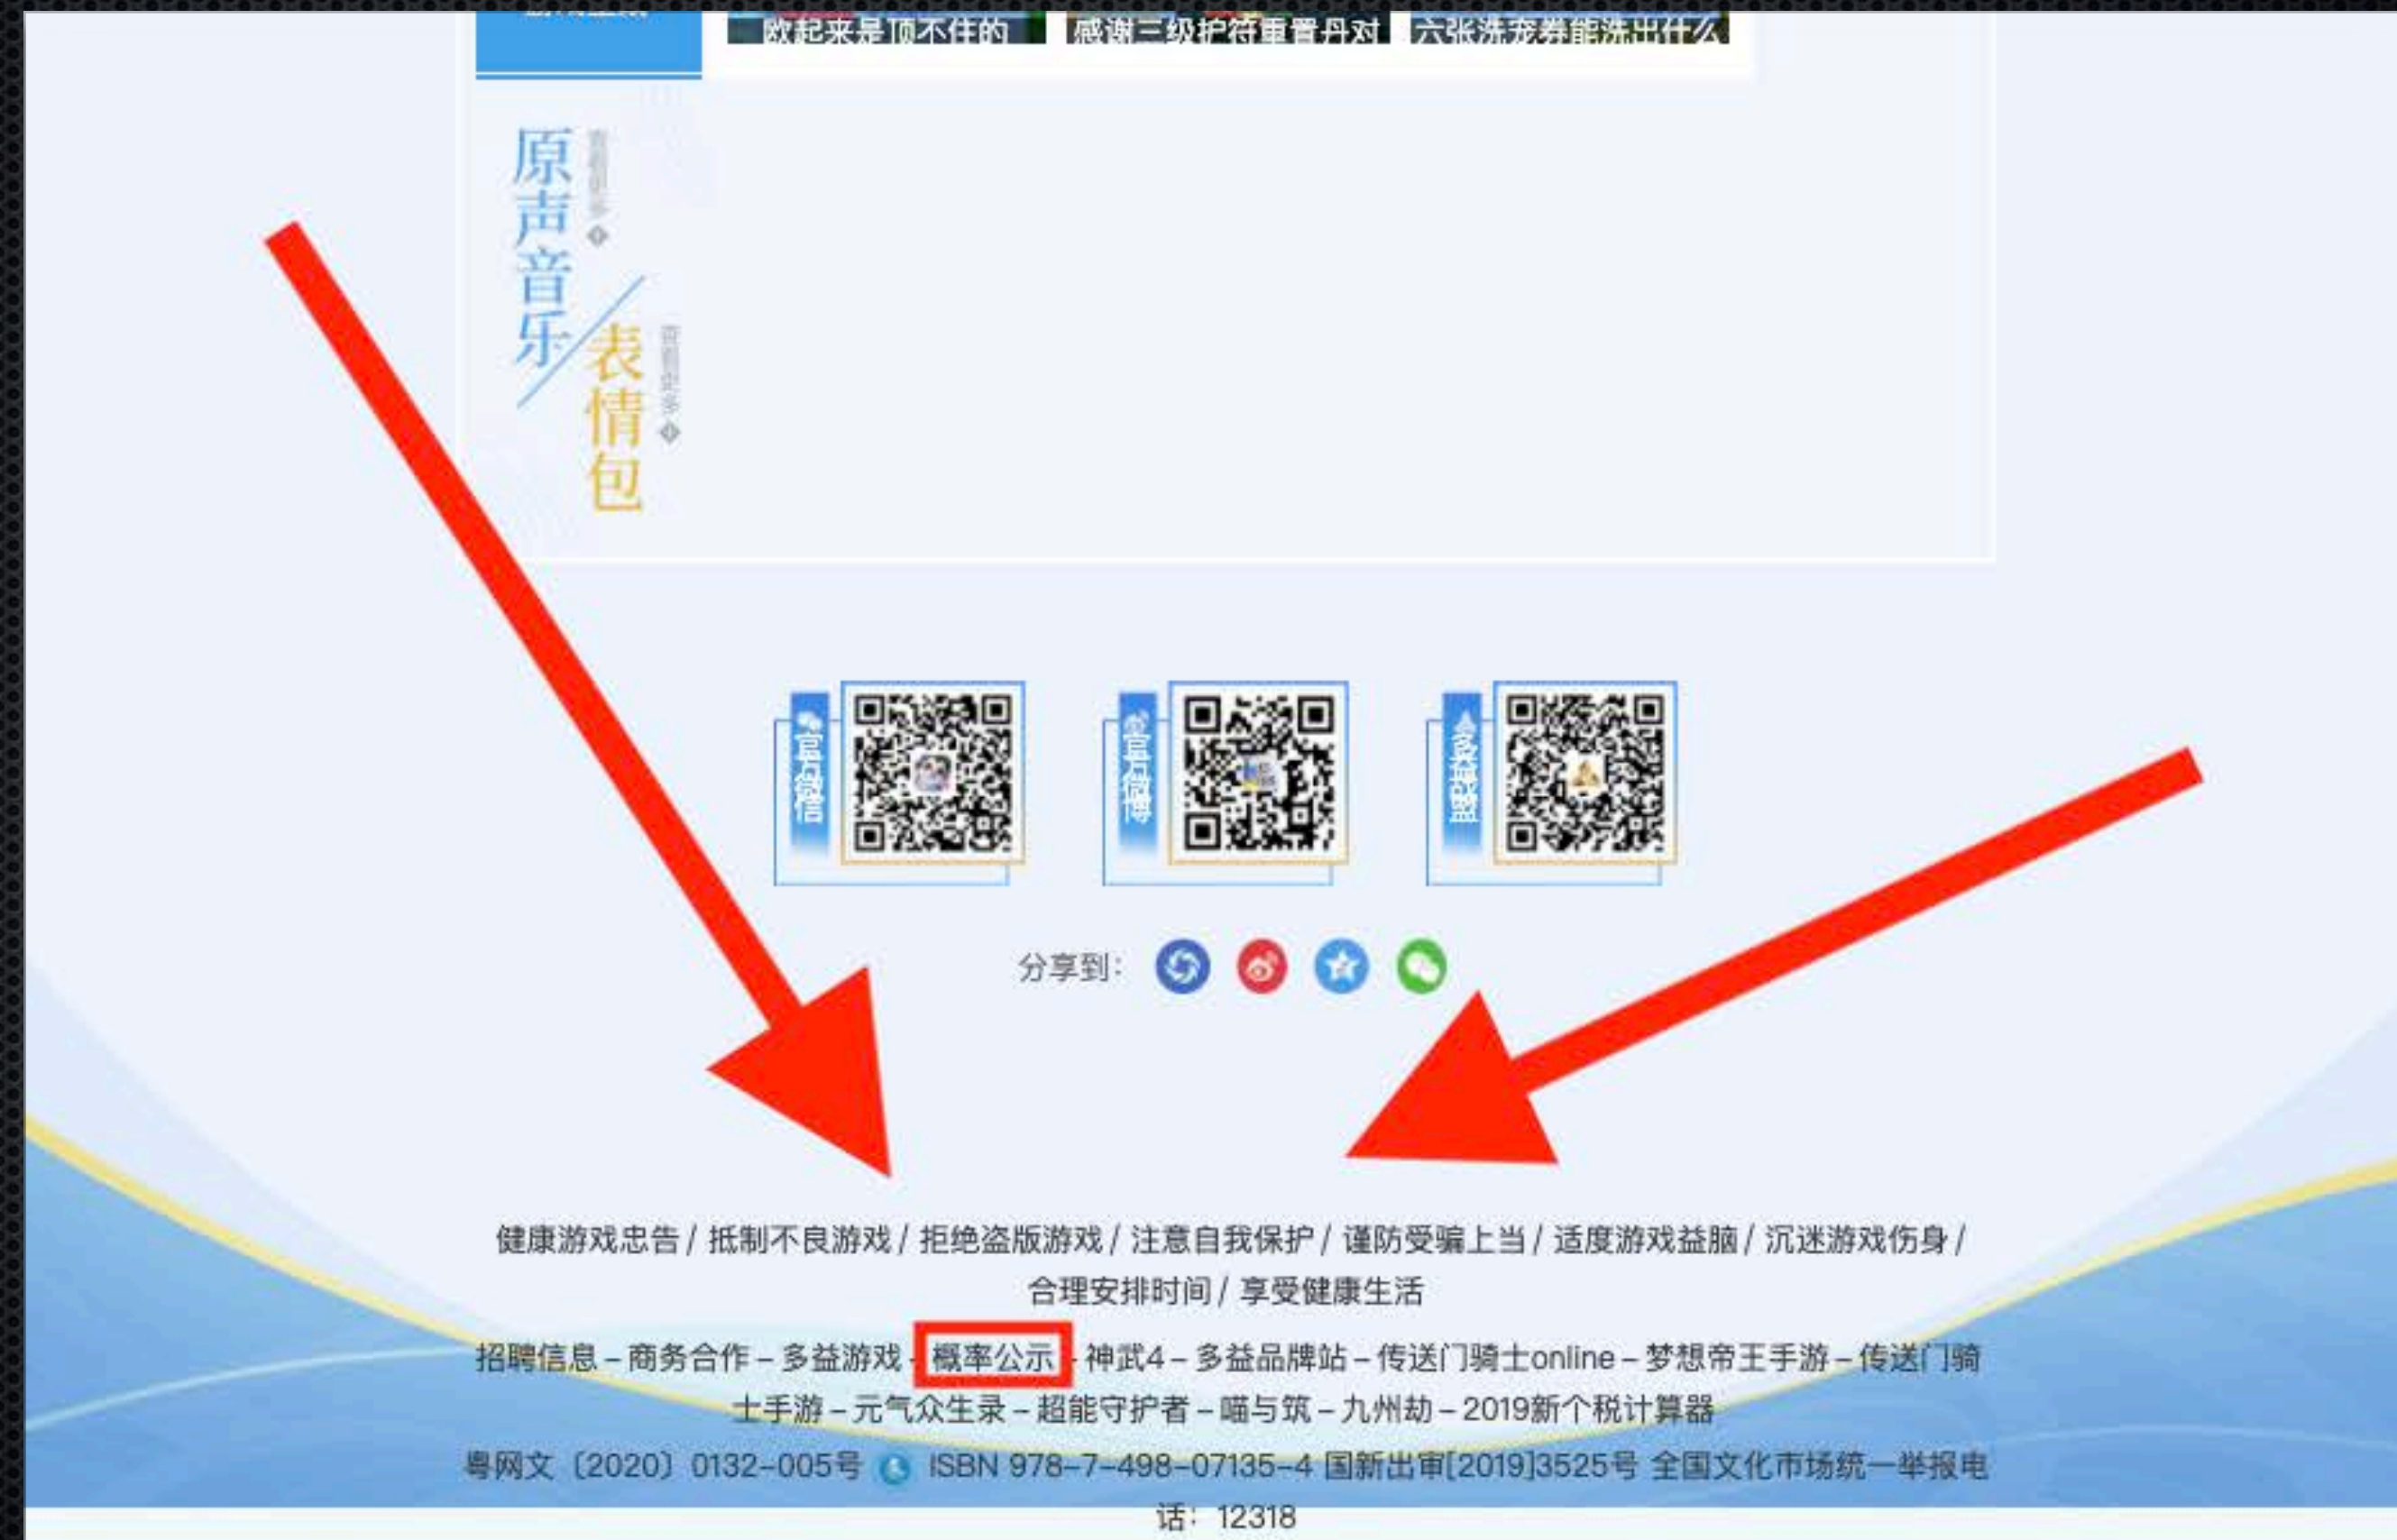 欧起来是顶不住的
感谢三级护符重置丹对
六张洗宠券能洗出什么
原声音乐
查看更多
表情包
查看更多
官方微信
官方微博
多益战盟
分享到：
健康游戏忠告 / 抵制不良游戏 / 拒绝盗版游戏 / 注意自我保护 / 谨防受骗上当 / 适度游戏益脑 / 沉迷游戏伤身 /
合理安排时间 / 享受健康生活
招聘信息 – 商务合作 – 多益游戏 - 概率公示 - 神武4 – 多益品牌站 – 传送门骑士online – 梦想帝王手游 – 传送门骑
士手游 – 元气众生录 – 超能守护者 – 喵与筑 – 九州劫 – 2019新个税计算器
粤网文〔2020〕0132-005号 ISBN 978-7-498-07135-4 国新出审[2019]3525号 全国文化市场统一举报电
话：12318